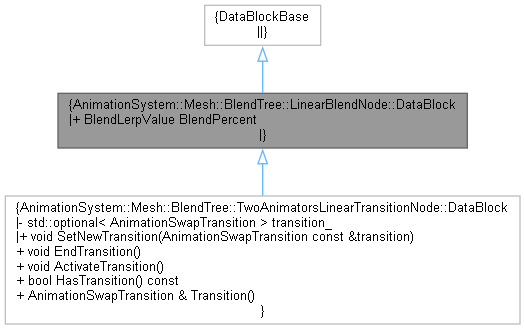 {DataBlockBase
||}
{AnimationSystem::Mesh::BlendTree::LinearBlendNode::DataBlock
|+ BlendLerpValue BlendPercent
|}
{AnimationSystem::Mesh::BlendTree::TwoAnimatorsLinearTransitionNode::DataBlock
|- std::optional< AnimationSwapTransition > transition_
|+ void SetNewTransition(AnimationSwapTransition const &transition)
+ void EndTransition()
+ void ActivateTransition()
+ bool HasTransition() const
+ AnimationSwapTransition & Transition()
}